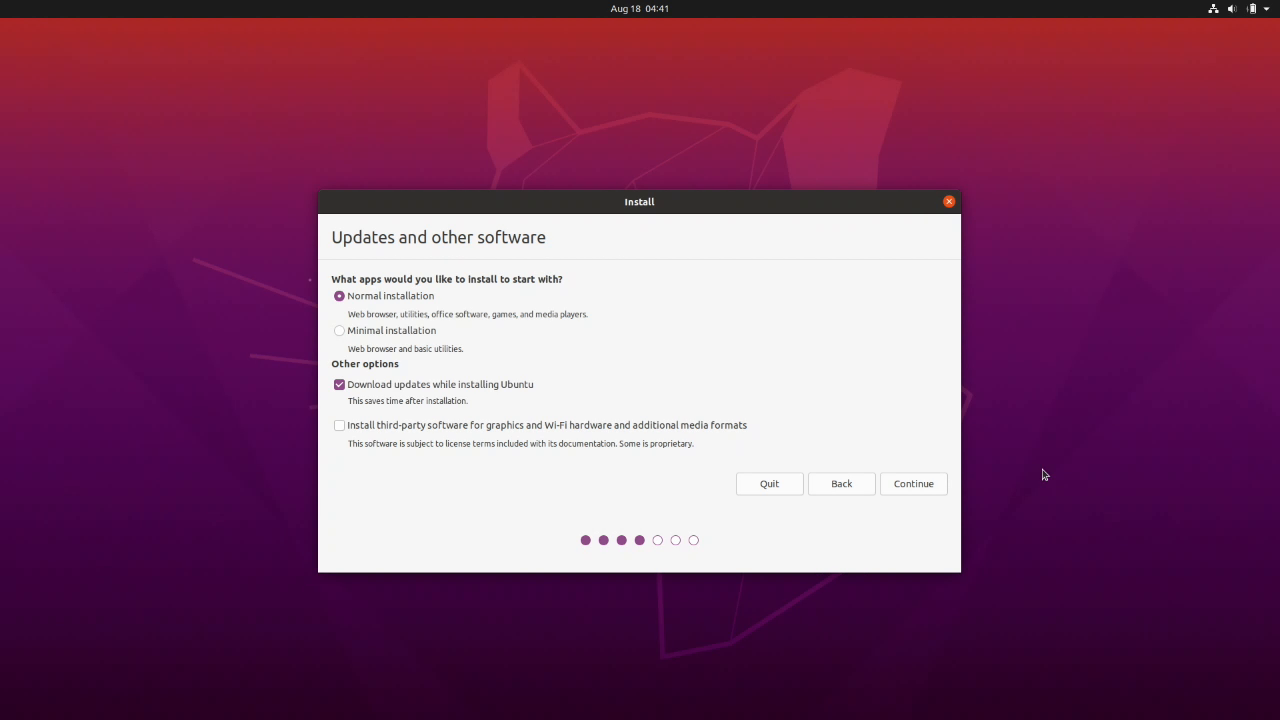 Aug 18 04:41
Install
Updates and other software
What apps would you like to install to start with?
Normal installation
Web browser, utilities, office software, games, and media players.
Minimal installation
Web browser and basic utilities.
Other options
Download updates while installing Ubuntu
This saves time after installation.
Install third-party software for graphics and Wi-Fi hardware and additional media formats
This software is subject to license terms included with its documentation. Some is proprietary.
Quit Back Continue